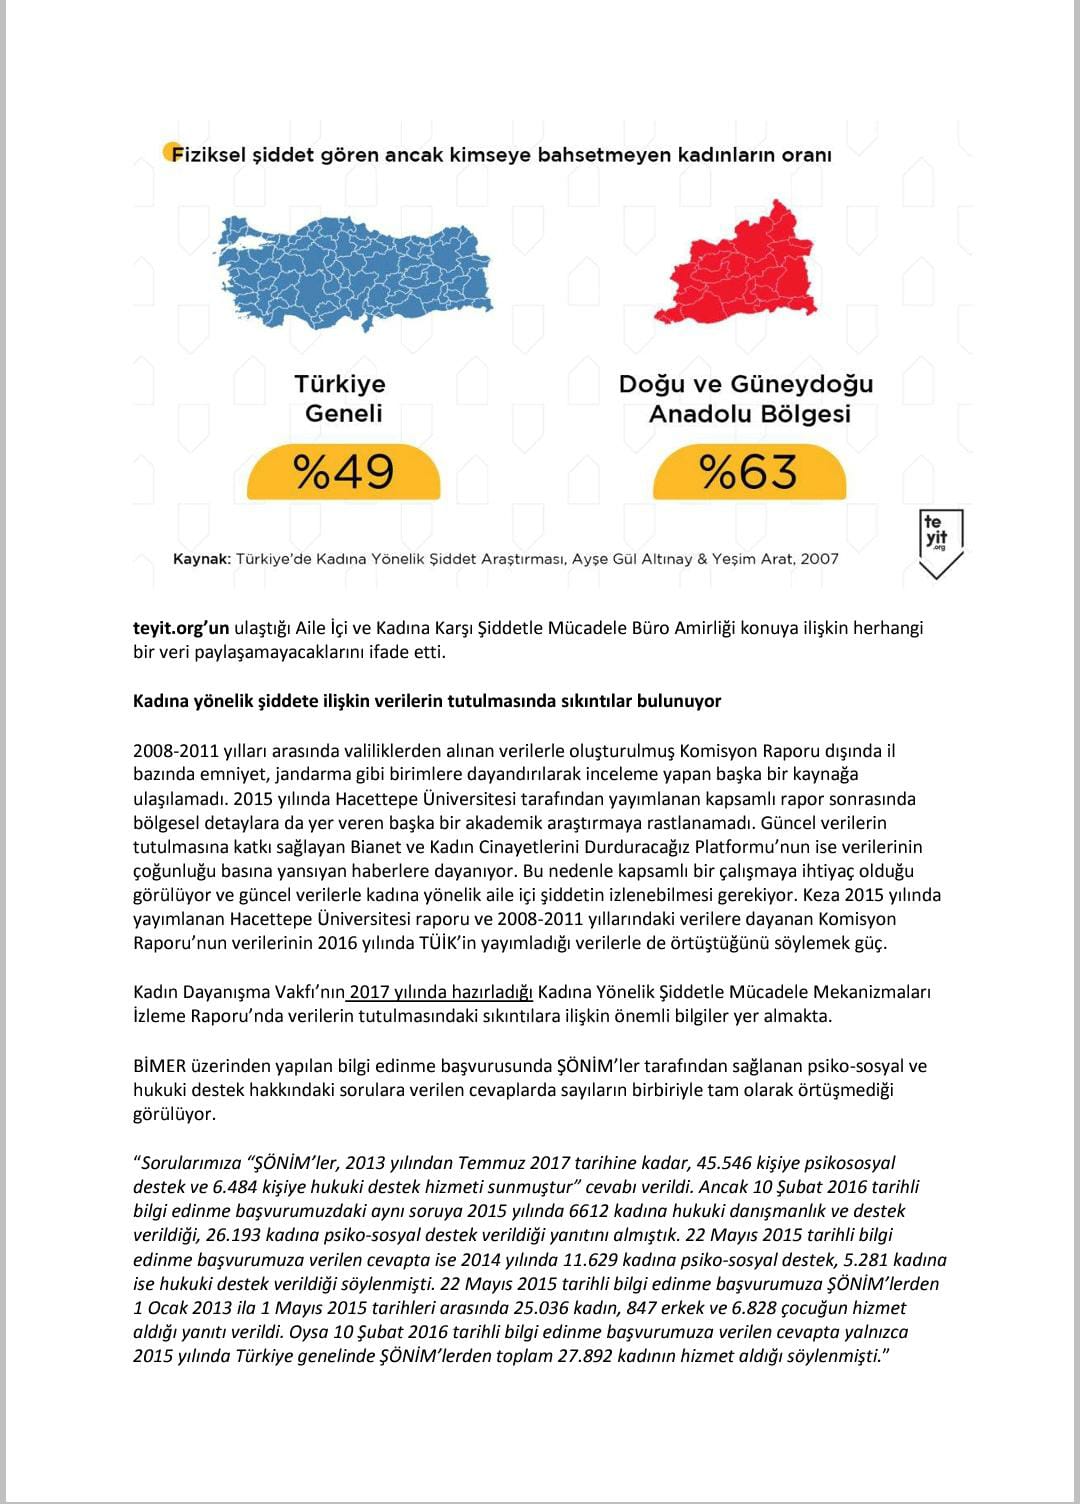 Fiziksel şiddet gören ancak kimseye bahsetmeyen kadınların oranı
Türkiye
Geneli
%49
Doğu ve Güneydoğu
Anadolu Bölgesi
%63
te
yit
.org
Kaynak: Türkiye’de Kadına Yönelik Şiddet Araştırması, Ayşe Gül Altınay & Yeşim Arat, 2007
teyit.org’un ulaştığı Aile İçi ve Kadına Karşı Şiddetle Mücadele Büro Amirliği konuya ilişkin herhangi
bir veri paylaşamayacaklarını ifade etti.
Kadına yönelik şiddete ilişkin verilerin tutulmasında sıkıntılar bulunuyor
2008-2011 yılları arasında valiliklerden alınan verilerle oluşturulmuş Komisyon Raporu dışında il
bazında emniyet, jandarma gibi birimlere dayandırılarak inceleme yapan başka bir kaynağa
ulaşılamadı. 2015 yılında Hacettepe Üniversitesi tarafından yayımlanan kapsamlı rapor sonrasında
bölgesel detaylara da yer veren başka bir akademik araştırmaya rastlanamadı. Güncel verilerin
tutulmasına katkı sağlayan Bianet ve Kadın Cinayetlerini Durduracağız Platformu’nun ise verilerinin
çoğunluğu basına yansıyan haberlere dayanıyor. Bu nedenle kapsamlı bir çalışmaya ihtiyaç olduğu
görülüyor ve güncel verilerle kadına yönelik aile içi şiddetin izlenebilmesi gerekiyor. Keza 2015 yılında
yayımlanan Hacettepe Üniversitesi raporu ve 2008-2011 yıllarındaki verilere dayanan Komisyon
Raporu’nun verilerinin 2016 yılında TÜİK’in yayımladığı verilerle de örtüştüğünü söylemek güç.
Kadın Dayanışma Vakfı’nın 2017 yılında hazırladığı Kadına Yönelik Şiddetle Mücadele Mekanizmaları
İzleme Raporu’nda verilerin tutulmasındaki sıkıntılara ilişkin önemli bilgiler yer almakta.
BİMER üzerinden yapılan bilgi edinme başvurusunda ŞÖNİM’ler tarafından sağlanan psiko-sosyal ve
hukuki destek hakkındaki sorulara verilen cevaplarda sayıların birbiriyle tam olarak örtüşmediği
görülüyor.
“Sorularımıza “ŞÖNİM’ler, 2013 yılından Temmuz 2017 tarihine kadar, 45.546 kişiye psikososyal
destek ve 6.484 kişiye hukuki destek hizmeti sunmuştur” cevabı verildi. Ancak 10 Şubat 2016 tarihli
bilgi edinme başvurumuzdaki aynı soruya 2015 yılında 6612 kadına hukuki danışmanlık ve destek
verildiği, 26.193 kadına psiko-sosyal destek verildiği yanıtını almıştık. 22 Mayıs 2015 tarihli bilgi
edinme başvurumuza verilen cevapta ise 2014 yılında 11.629 kadına psiko-sosyal destek, 5.281 kadına
ise hukuki destek verildiği söylenmişti. 22 Mayıs 2015 tarihli bilgi edinme başvurumuza ŞÖNİM’lerden
1 Ocak 2013 ila 1 Mayıs 2015 tarihleri arasında 25.036 kadın, 847 erkek ve 6.828 çocuğun hizmet
aldığı yanıtı verildi. Oysa 10 Şubat 2016 tarihli bilgi edinme başvurumuza verilen cevapta yalnızca
2015 yılında Türkiye genelinde ŞÖNİM’lerden toplam 27.892 kadının hizmet aldığı söylenmişti.”